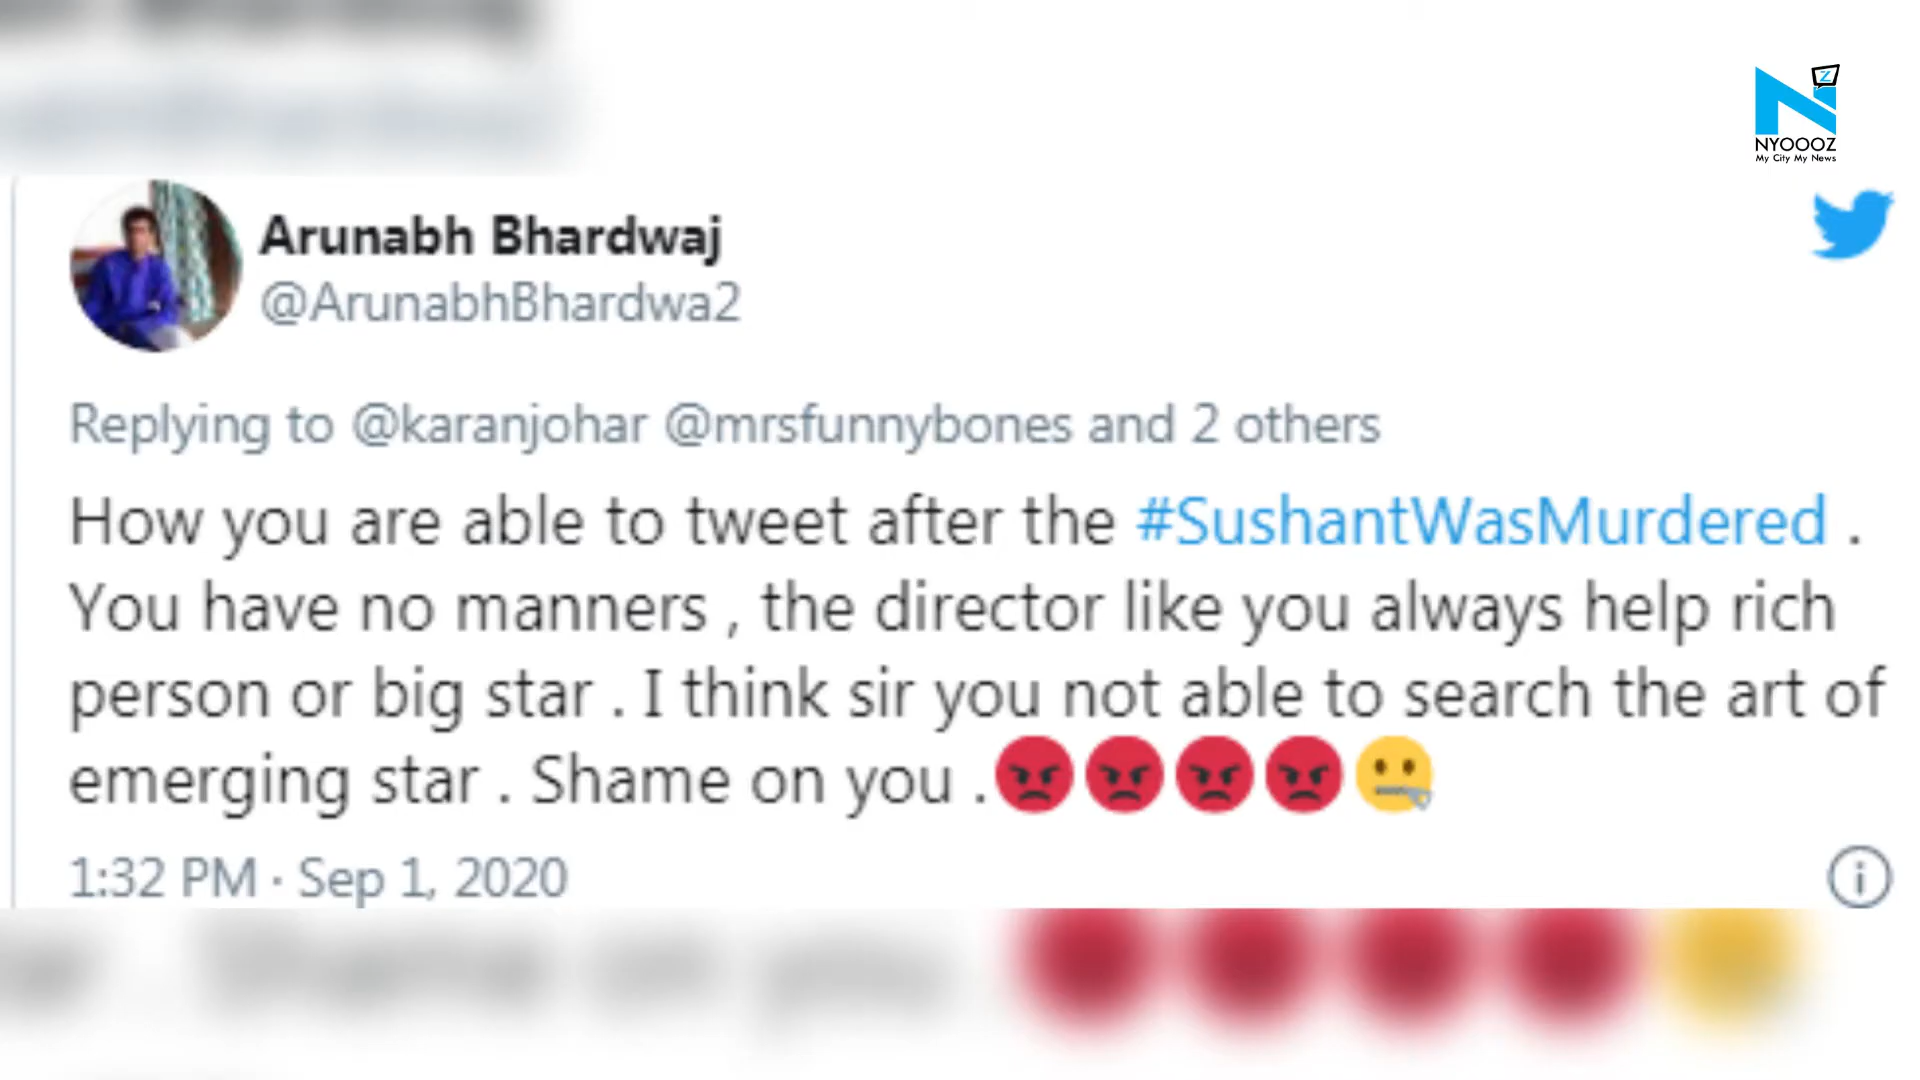 Z
NYOOOZ
My City My News
Arunabh Bhardwaj
@ArunabhBhardwa2
Replying to @karanjohar @mrsfunnybones and 2 others
How you are able to tweet after the #SushantWasMurdered .
You have no manners , the director like you always help rich
person or big star . I think sir you not able to search the art of
emerging star . Shame on you .😡😡😡😡🤐
1:32 PM · Sep 1, 2020